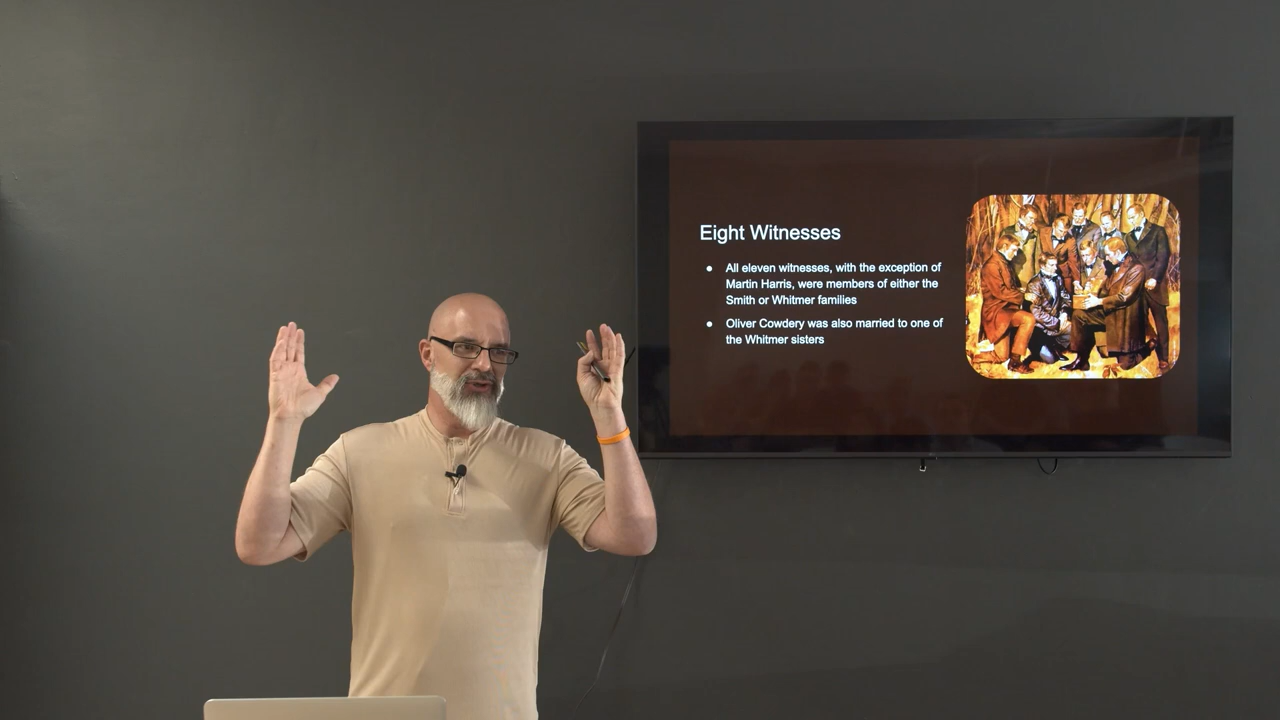 Eight Witnesses
● All eleven witnesses, with the exception of
Martin Harris, were members of either the
Smith or Whitmer families
● Oliver Cowdery was also married to one of
the Whitmer sisters